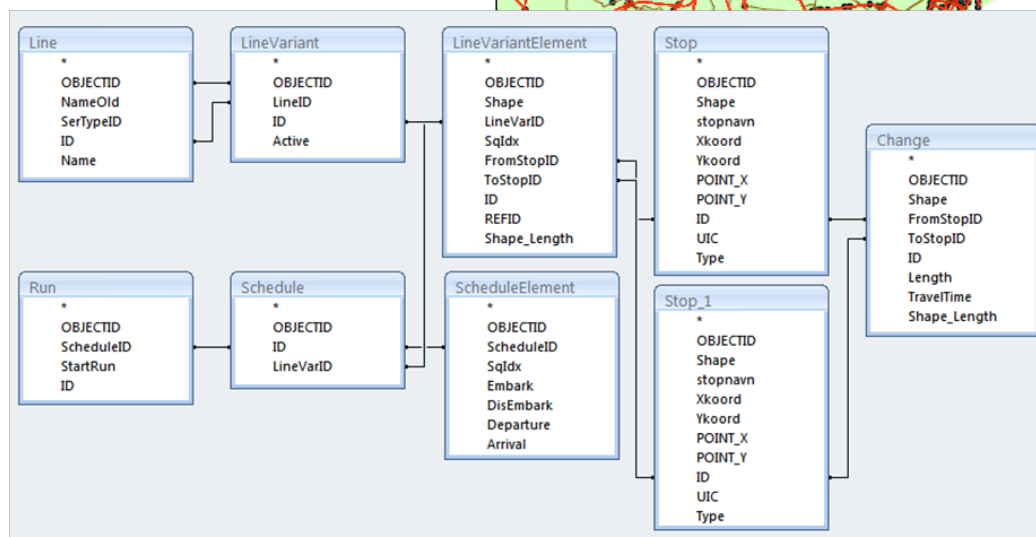 Line
*
OBJECTID
NameOld
SerTypeID
ID
Name
LineVariant
*
OBJECTID
LineID
ID
Active
LineVariantElement
*
OBJECTID
Shape
LineVarID
SqIdx
FromStopID
ToStopID
ID
REFID
Shape_Length
Stop
*
OBJECTID
Shape
stopnavn
Xkoord
Ykoord
POINT_X
POINT_Y
ID
UIC
Type
Change
*
OBJECTID
Shape
FromStopID
ToStopID
ID
Length
TravelTime
Shape_Length
Run
*
OBJECTID
ScheduleID
StartRun
ID
Schedule
*
OBJECTID
ID
LineVarID
ScheduleElement
*
OBJECTID
ScheduleID
SqIdx
Embark
DisEmbark
Departure
Arrival
Stop_1
*
OBJECTID
Shape
stopnavn
Xkoord
Ykoord
POINT_X
POINT_Y
ID
UIC
Type